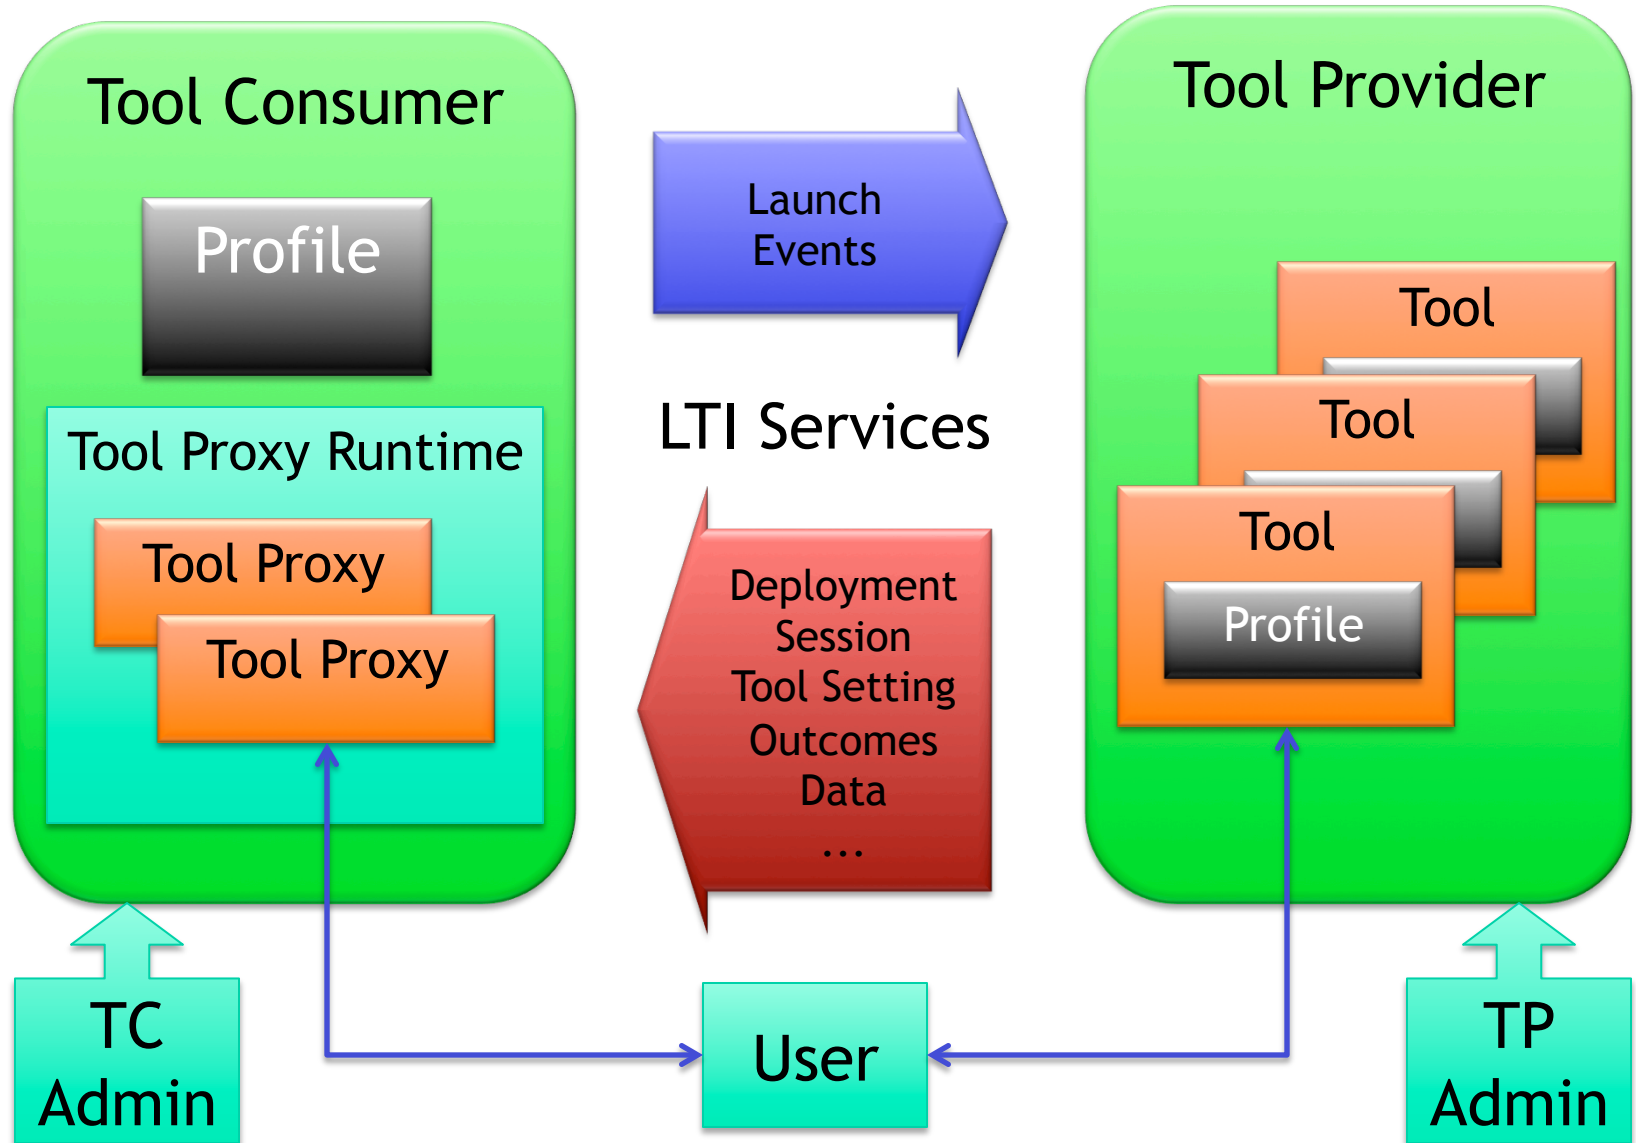 Tool Consumer
Profile
Tool Proxy Runtime
Tool Proxy
Tool Proxy
Launch
Events
LTI Services
Deployment
Session
Tool Setting
Outcomes
Data
...
Tool Provider
Tool
Tool
Tool
Profile
TC
Admin
User
TP
Admin